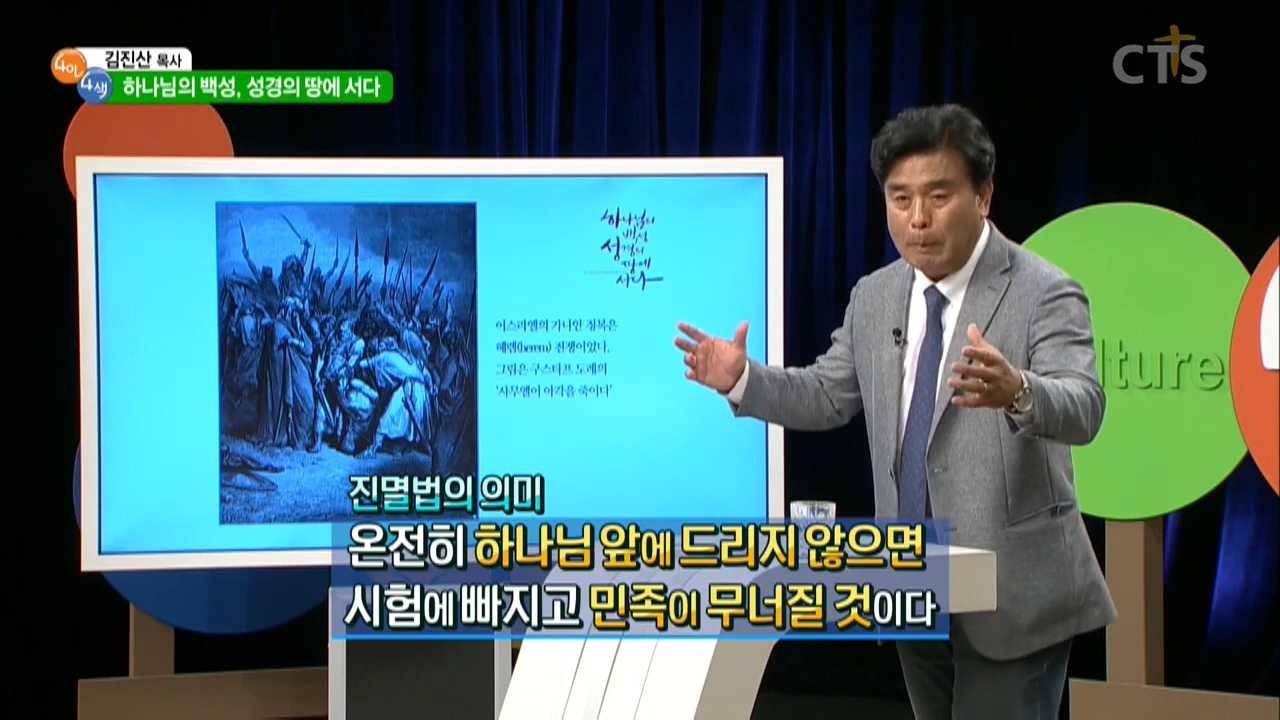 4인
4색
김진산 목사
하나님의 백성, 성경의 땅에 서다
CTS
하나님의
백성
성경의
땅에
서다
이스라엘의 가나안 정복은
헤렘(herem) 전쟁이었다.
그림은 구스타프 도레의
‘사무엘이 아각을 죽이다’
lture
진멸법의 의미
온전히 하나님 앞에 드리지 않으면
시험에 빠지고 민족이 무너질 것이다